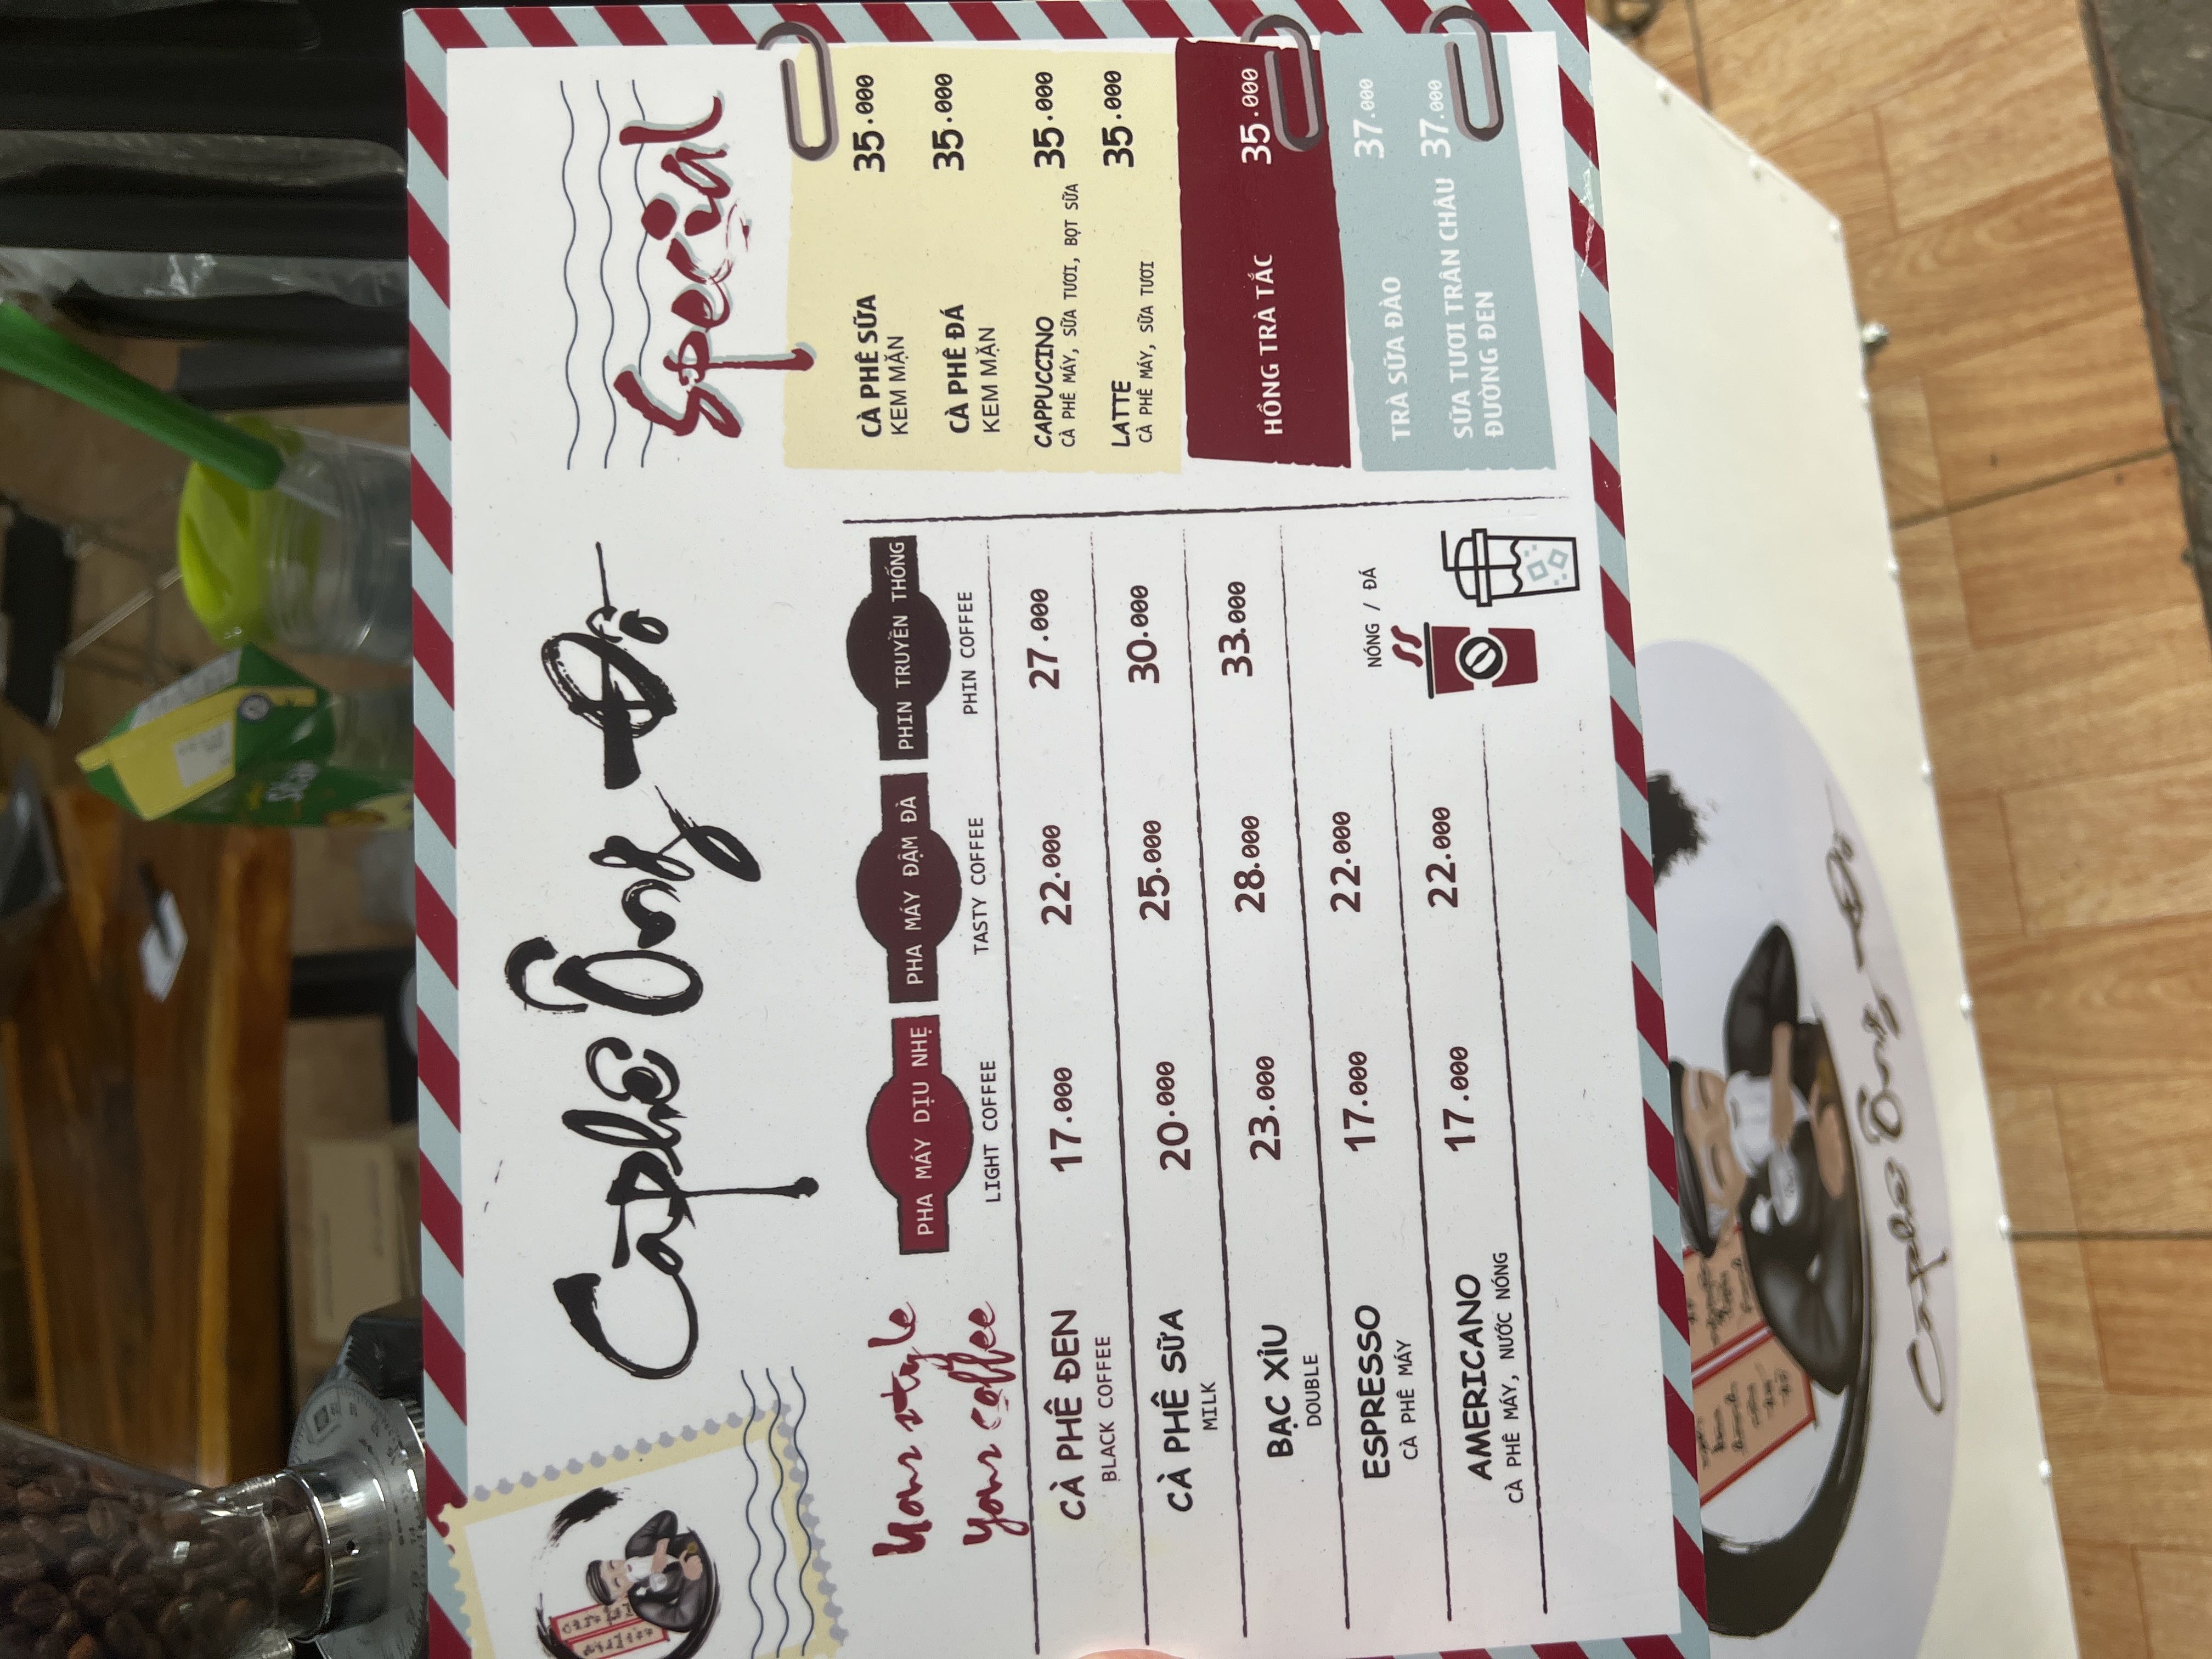 Càphê Ông Đồ
Your style
your coffee
PHA MÁY DỊU NHẸ
LIGHT COFFEE
PHA MÁY ĐẬM ĐÀ
TASTY COFFEE
PHIN TRUYỀN THỐNG
PHIN COFFEE
CÀ PHÊ ĐEN 17.000 22.000 27.000
BLACK COFFEE
CÀ PHÊ SỮA 20.000 25.000 30.000
MILK
BẠC XỈU 23.000 28.000 33.000
DOUBLE
ESPRESSO 17.000 22.000
CÀ PHÊ MÁY
AMERICANO 17.000 22.000
CÀ PHÊ MÁY, NƯỚC NÓNG
NÓNG / ĐÁ
Special
CÀ PHÊ SỮA 35.000
KEM MẶN
CÀ PHÊ ĐÁ 35.000
KEM MẶN
CAPPUCCINO 35.000
CÀ PHÊ MÁY, SỮA TƯƠI, BỌT SỮA
LATTE 35.000
CÀ PHÊ MÁY, SỮA TƯƠI
HỒNG TRÀ TẮC 35.000
TRÀ SỮA ĐÀO 37.000
SỮA TƯƠI TRÂN CHÂU 37.000
ĐƯỜNG ĐEN
Càphê Ông Đồ